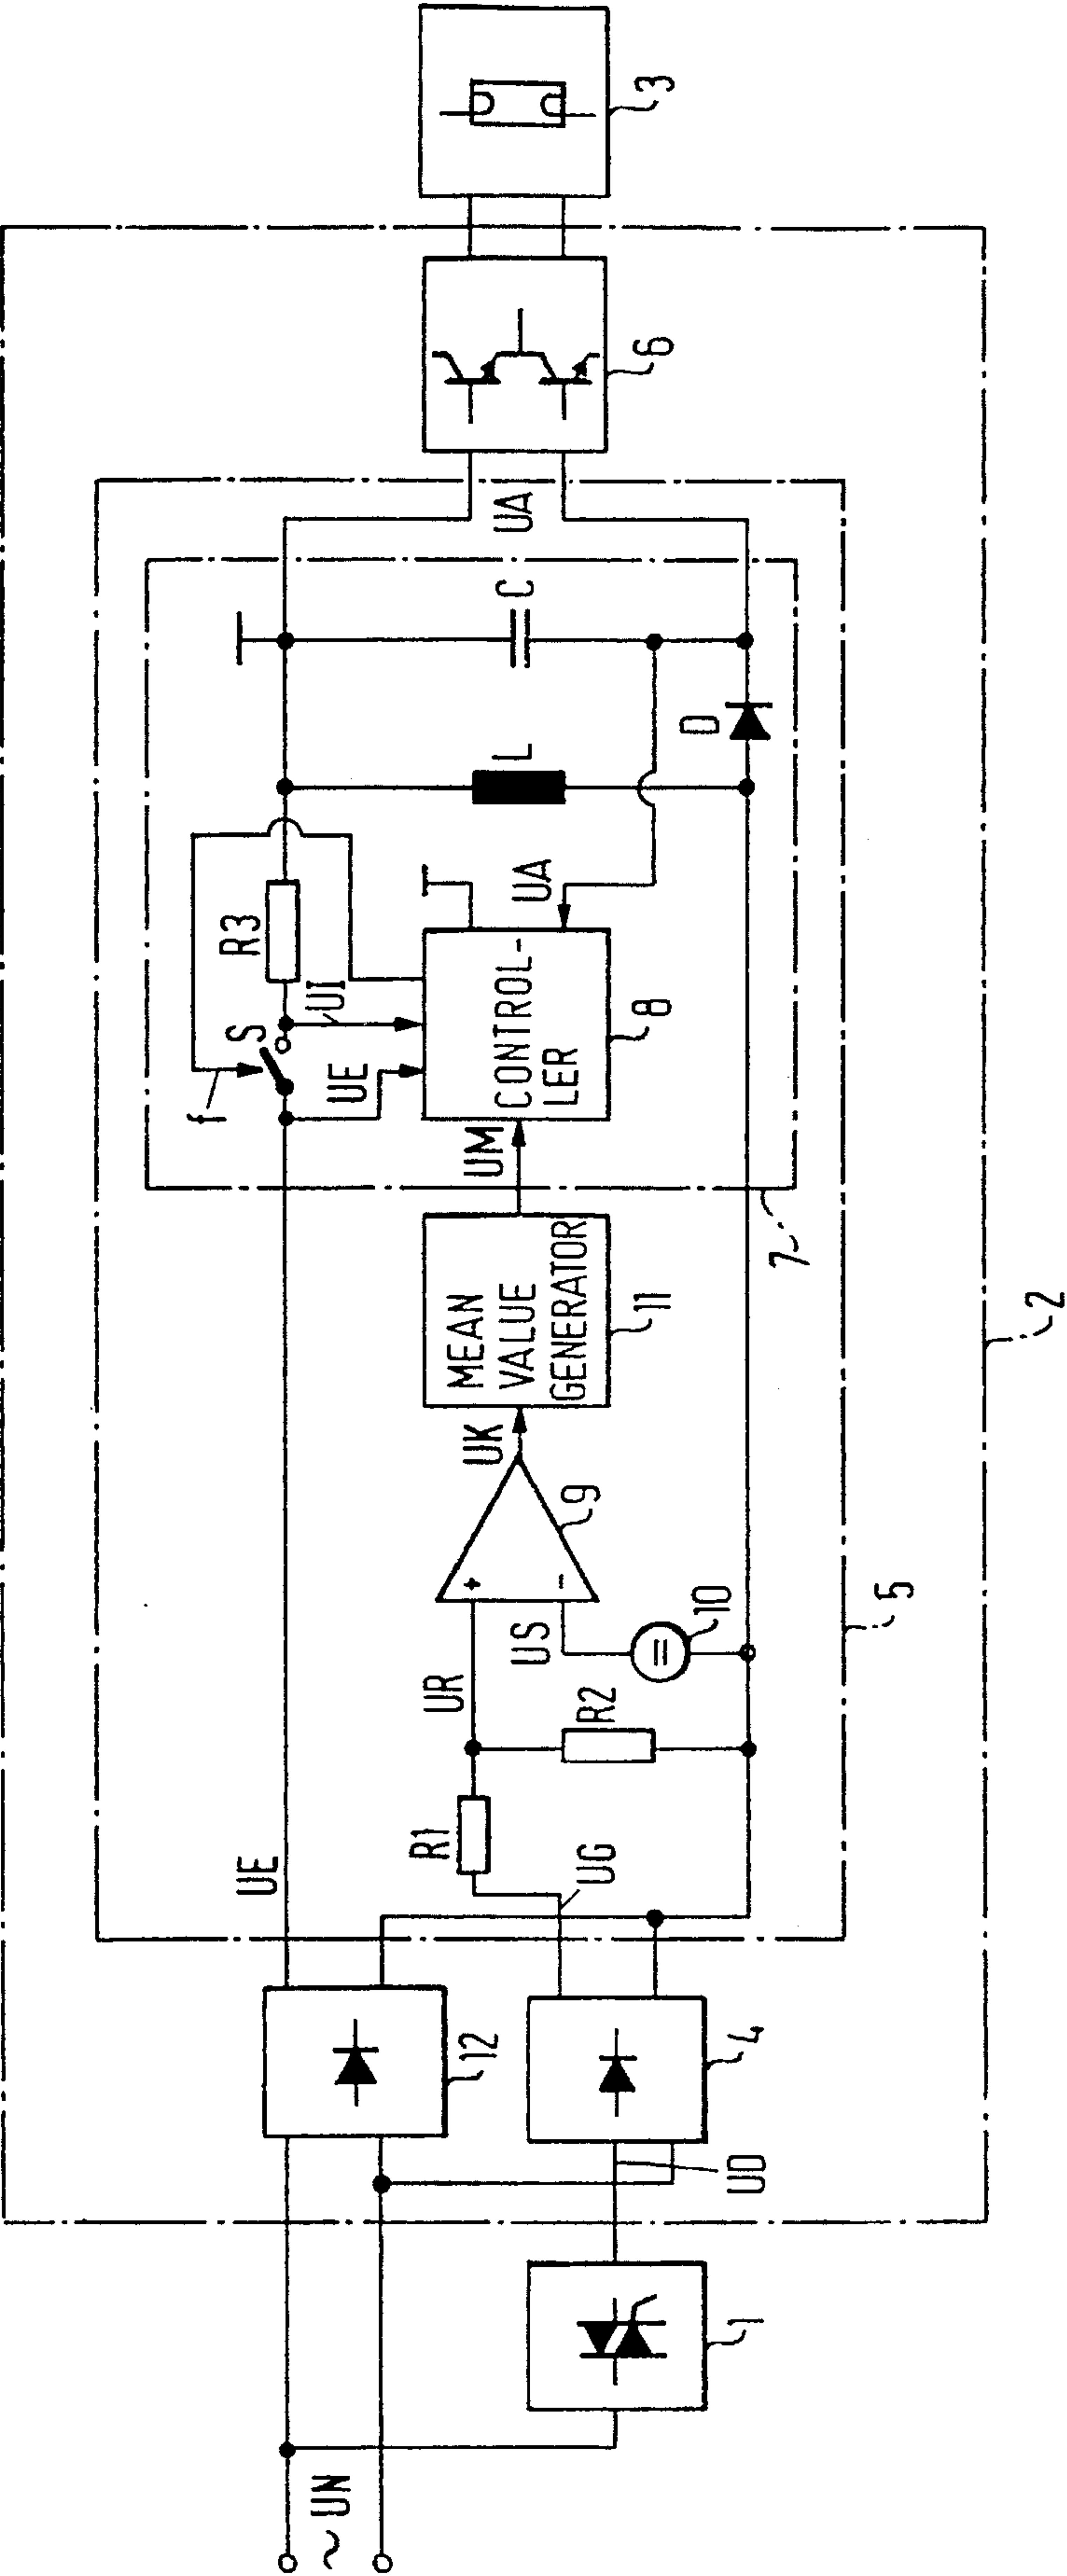 ~ UN
1
UD
12
4
UE
UG
R1
R2
UR
US
10
+
-
9
UK
MEAN
VALUE
GENERATOR
11
UM
5
2
7
f
S
UE
UI
R3
CONTROL-
LER
8
UA
L
D
C
UA
6
3